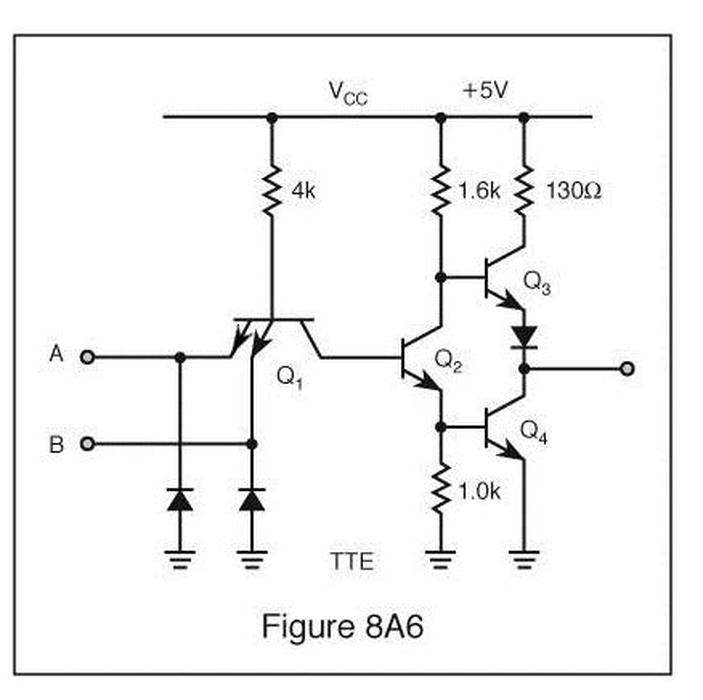 VCC +5V
4k 1.6k 130Ω
Q3
A Q1 Q2
B Q4
1.0k
TTE
Figure 8A6